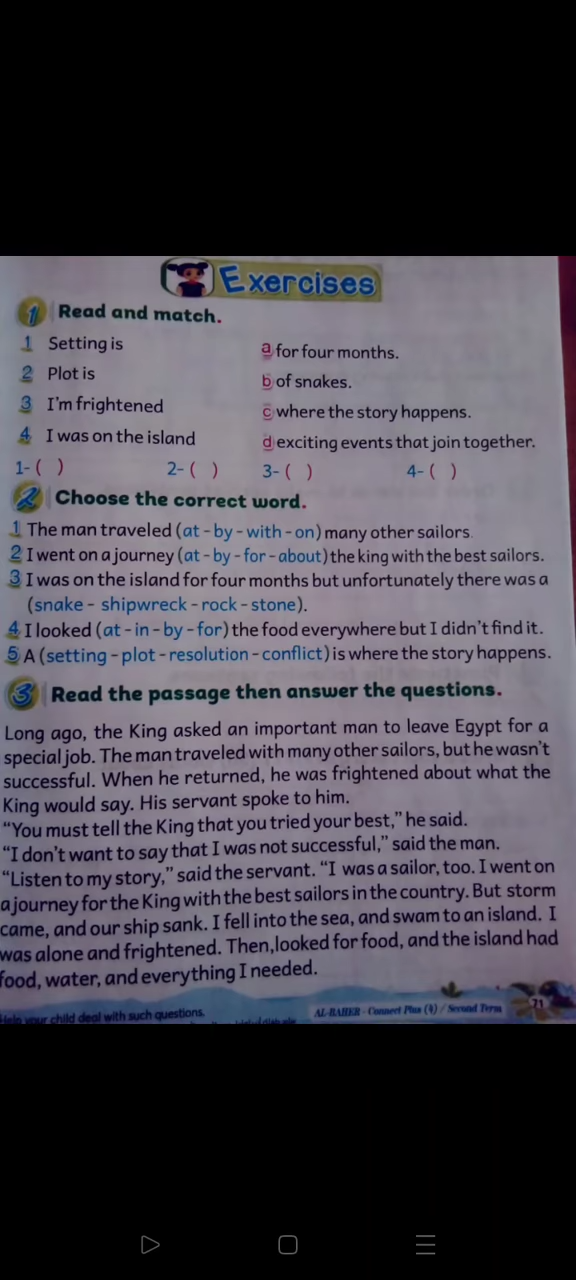 Exercises
1 Read and match.
1 Setting is
a for four months.
2 Plot is
b of snakes.
3 I'm frightened
c where the story happens.
4 I was on the island
d exciting events that join together.
1- ( ) 2- ( ) 3- ( ) 4- ( )
2 Choose the correct word.
1 The man traveled (at - by - with - on) many other sailors.
2 I went on a journey (at - by - for - about) the king with the best sailors.
3 I was on the island for four months but unfortunately there was a
(snake - shipwreck - rock - stone).
4 I looked (at - in - by - for) the food everywhere but I didn't find it.
5 A (setting - plot - resolution - conflict) is where the story happens.
3 Read the passage then answer the questions.
Long ago, the King asked an important man to leave Egypt for a
special job. The man traveled with many other sailors, but he wasn't
successful. When he returned, he was frightened about what the
King would say. His servant spoke to him.
"You must tell the King that you tried your best," he said.
"I don't want to say that I was not successful," said the man.
"Listen to my story," said the servant. "I was a sailor, too. I went on
a journey for the King with the best sailors in the country. But storm
came, and our ship sank. I fell into the sea, and swam to an island. I
was alone and frightened. Then,looked for food, and the island had
food, water, and everything I needed.
Help your child deal with such questions.
AL-BAHER - Connect Plus (4) / Second Term
71